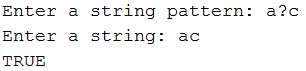 Enter a string pattern: a?c
Enter a string: ac
TRUE